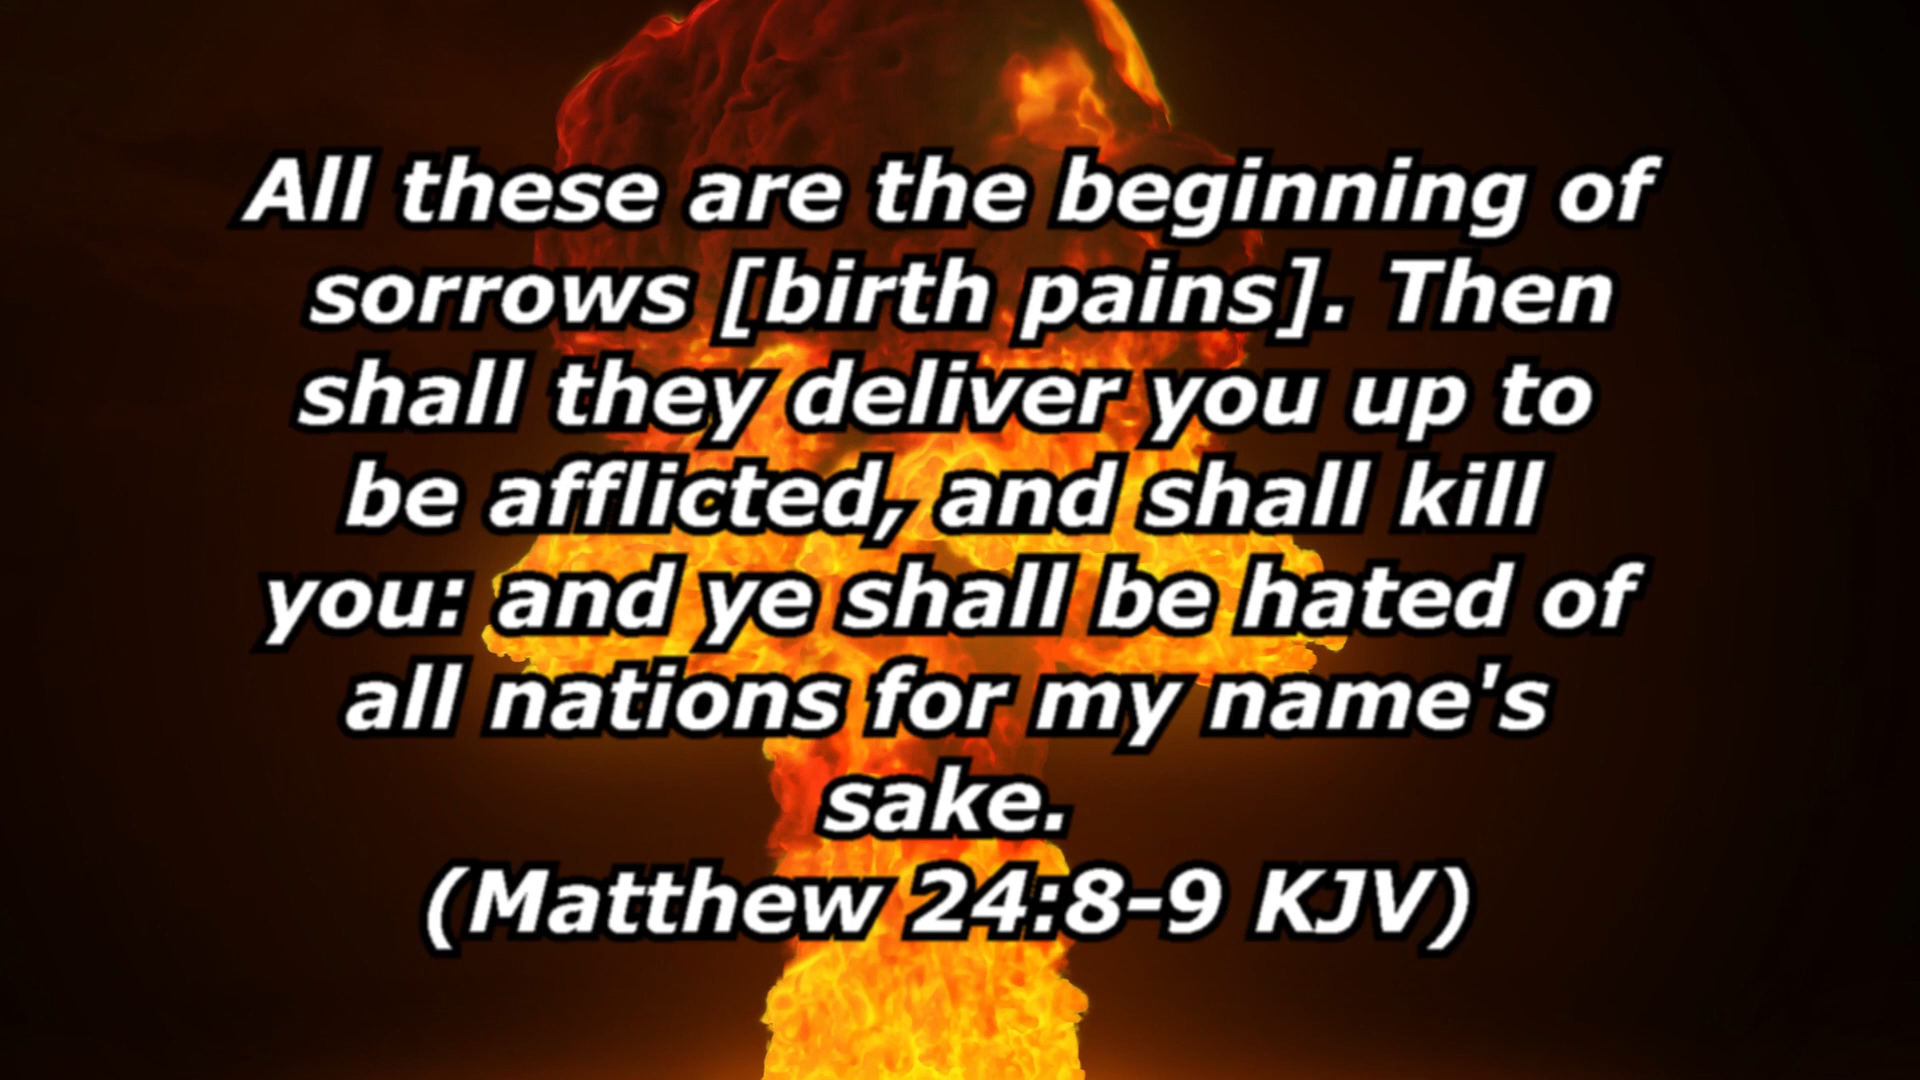 All these are the beginning of
sorrows [birth pains]. Then
shall they deliver you up to
be afflicted, and shall kill
you: and ye shall be hated of
all nations for my name's
sake.
(Matthew 24:8-9 KJV)